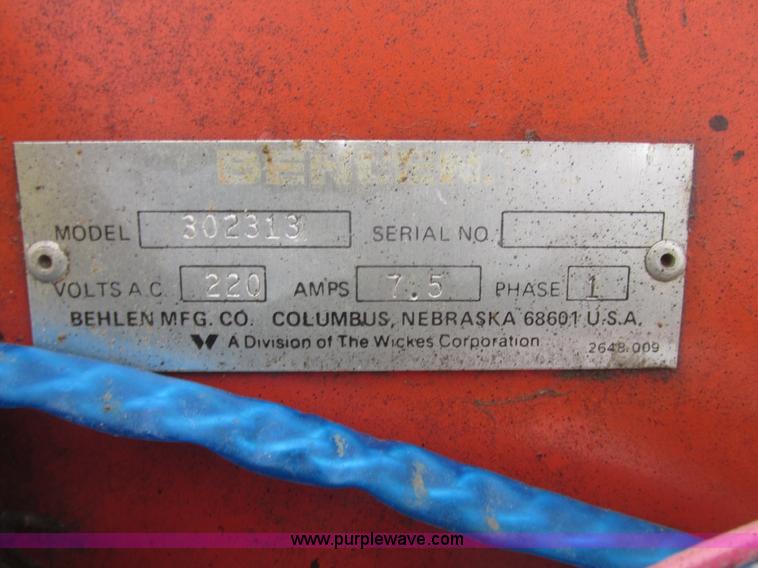 BEHLEN.
MODEL 302313 SERIAL NO.
VOLTS A.C. 220 AMPS 7.5 PHASE 1
BEHLEN MFG. CO. COLUMBUS, NEBRASKA 68601 U.S.A.
A Division of The Wickes Corporation 2648.009
www.purplewave.com